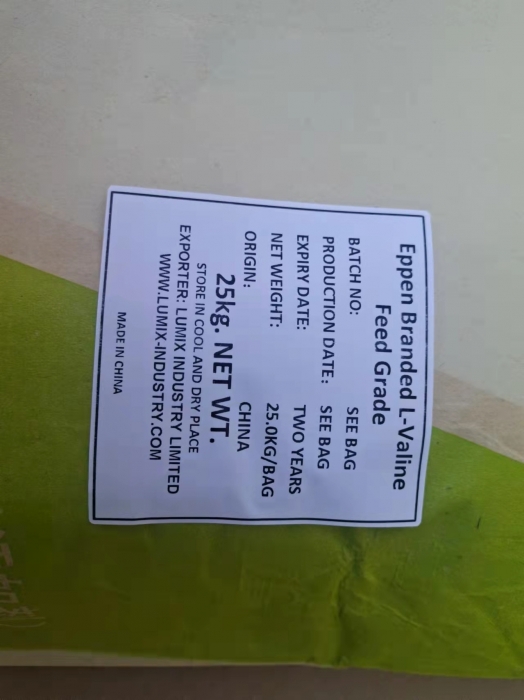 Eppen Branded L-Valine
Feed Grade
BATCH NO: SEE BAG
PRODUCTION DATE: SEE BAG
EXPIRY DATE: TWO YEARS
NET WEIGHT: 25.0KG/BAG
ORIGIN: CHINA
25kg. NET WT.
STORE IN COOL AND DRY PLACE
EXPORTER: LUMIX INDUSTRY LIMITED
WWW.LUMIX-INDUSTRY.COM
MADE IN CHINA